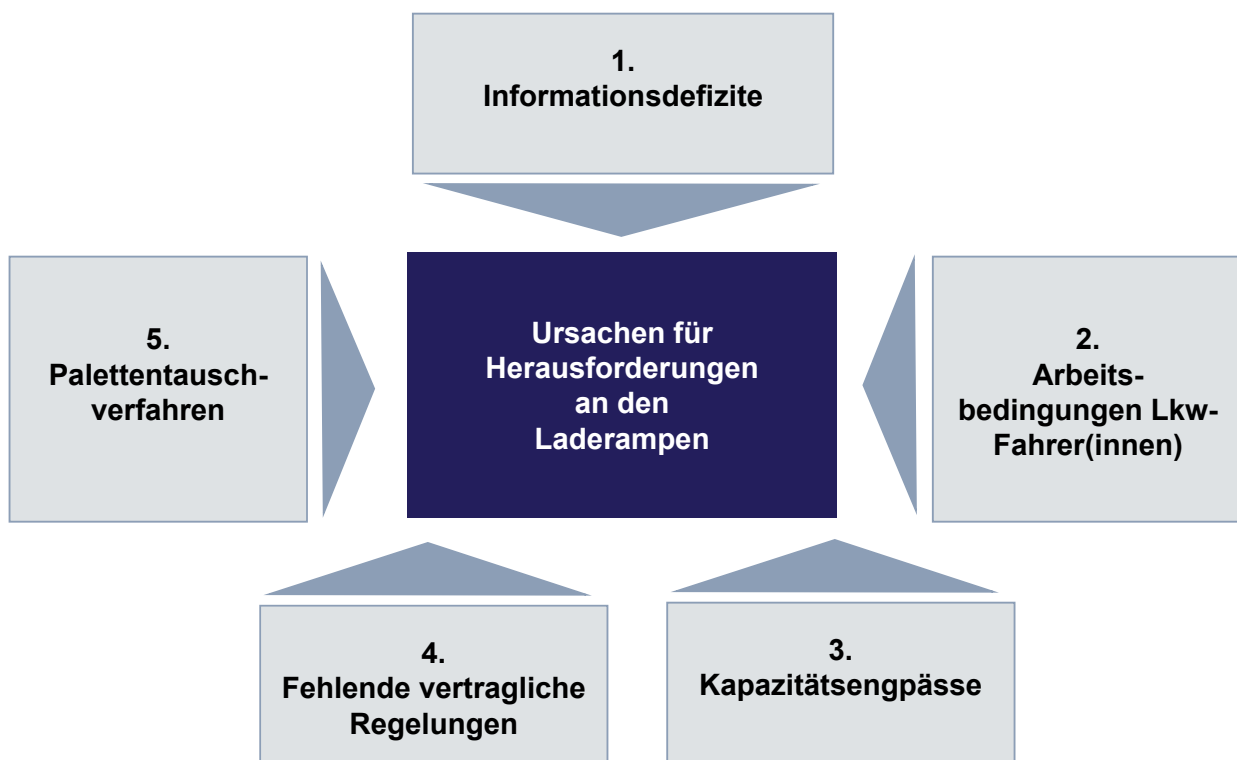 1.
Informationsdefizite
5.
Palettentausch-
verfahren
Ursachen für
Herausforderungen
an den
Laderampen
2.
Arbeits-
bedingungen Lkw-
Fahrer(innen)
4.
Fehlende vertragliche
Regelungen
3.
Kapazitätsengpässe